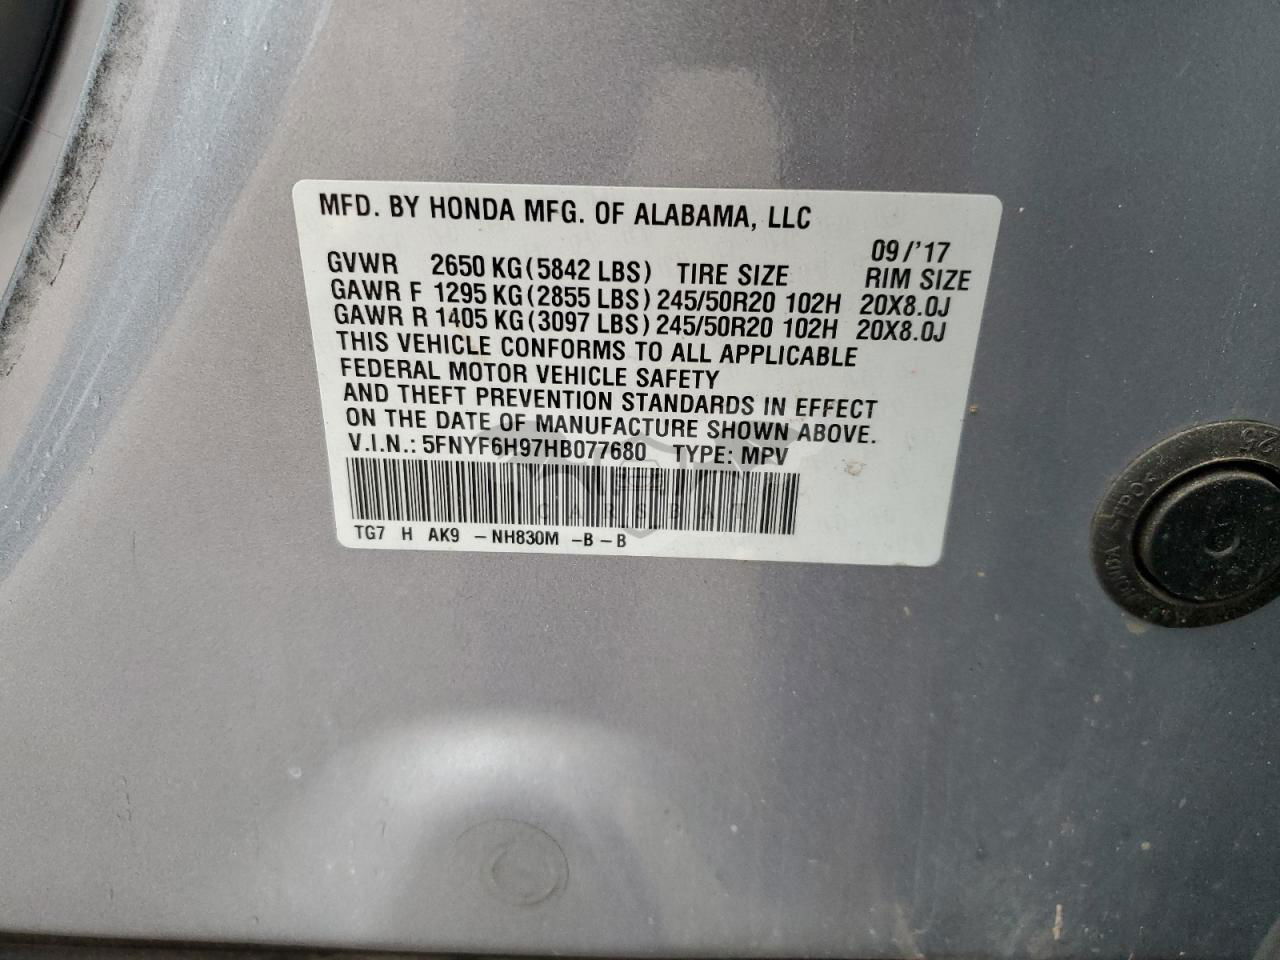 MFD. BY HONDA MFG. OF ALABAMA, LLC
09/'17
GVWR 2650 KG(5842 LBS) TIRE SIZE RIM SIZE
GAWR F 1295 KG(2855 LBS) 245/50R20 102H 20X8.0J
GAWR R 1405 KG(3097 LBS) 245/50R20 102H 20X8.0J
THIS VEHICLE CONFORMS TO ALL APPLICABLE
FEDERAL MOTOR VEHICLE SAFETY
AND THEFT PREVENTION STANDARDS IN EFFECT
ON THE DATE OF MANUFACTURE SHOWN ABOVE.
V.I.N.: 5FNYF6H97HB077680 TYPE: MPV
CARSBAT
TG7 H AK9 - NH830M -B - B
HONDA
25